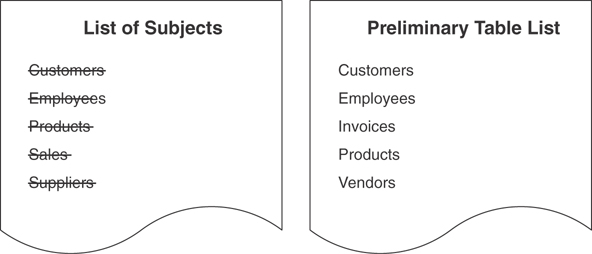 List of Subjects
Customers
Employees
Products
Sales
Suppliers
Preliminary Table List
Customers
Employees
Invoices
Products
Vendors